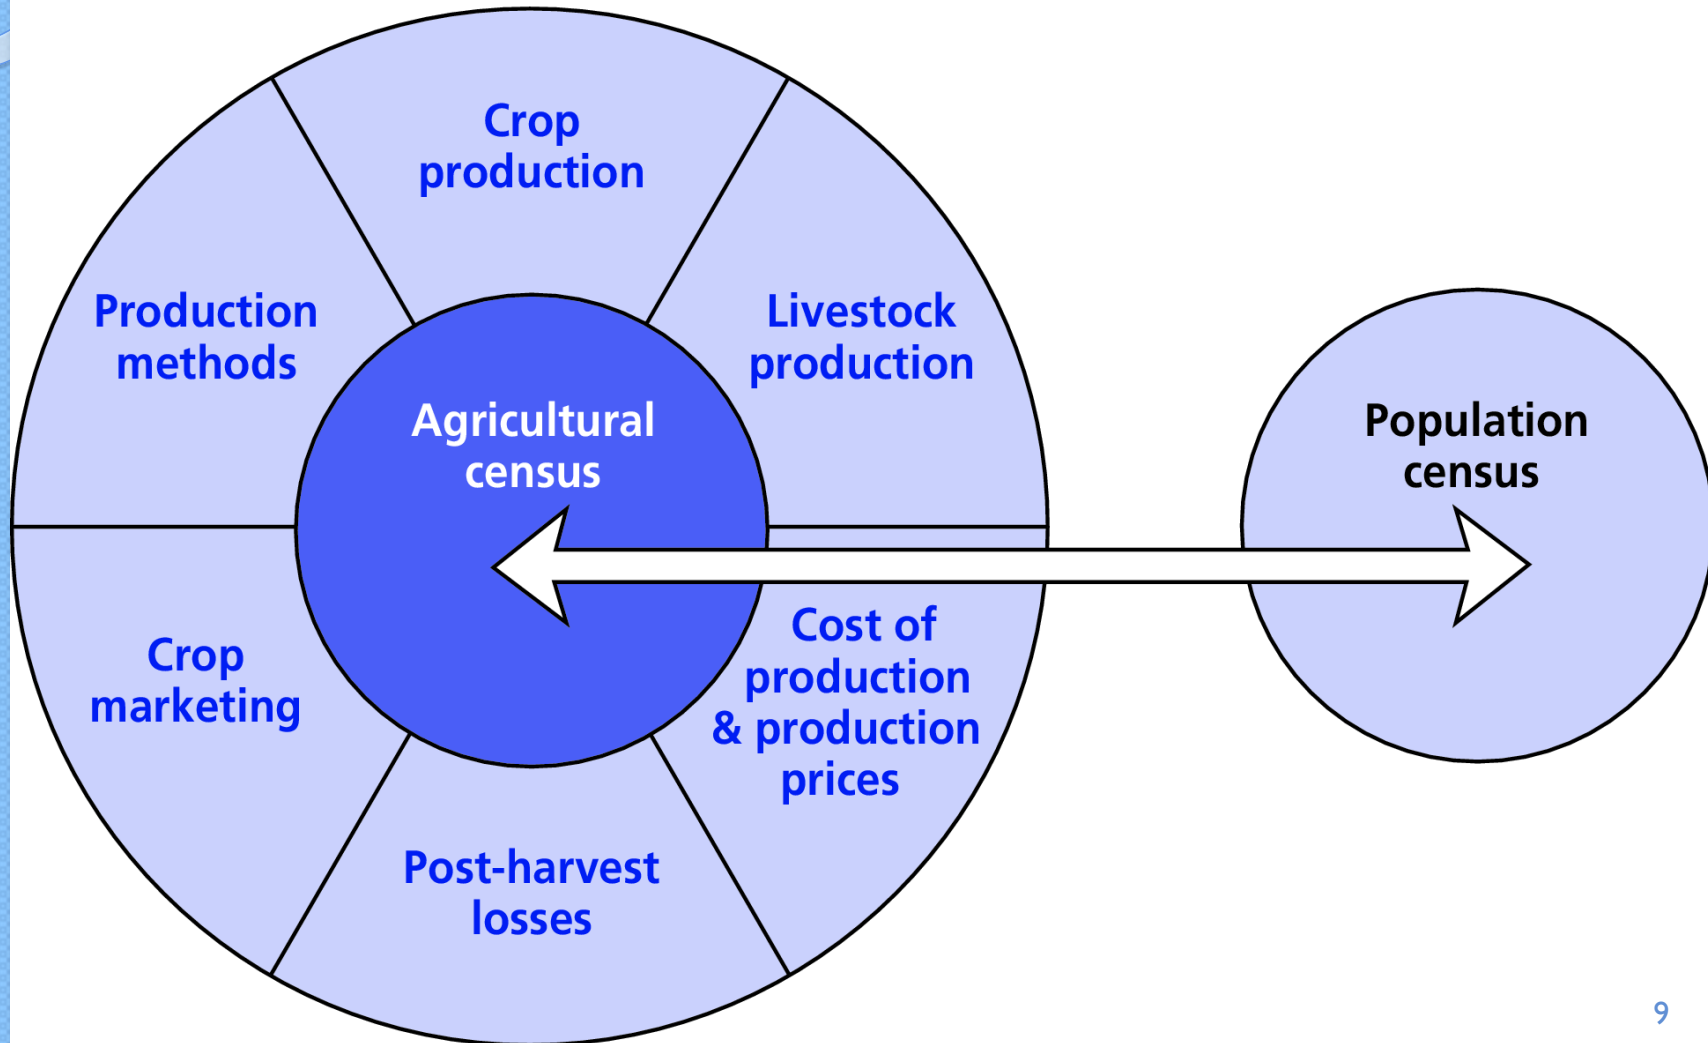 Crop
production
Production
methods
Livestock
production
Agricultural
census
Population
census
Crop
marketing
Cost of
production
& production
prices
Post-harvest
losses
9